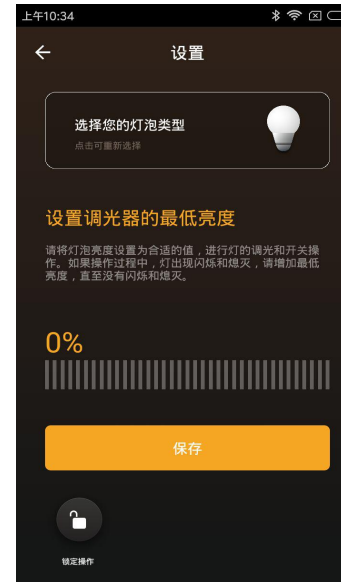 上午10:34
设置
选择您的灯泡类型
点击可重新选择
设置调光器的最低亮度
请将灯泡亮度设置为合适的值，进行灯的调光和开关操
作。如果操作过程中，灯出现闪烁和熄灭，请增加最低
亮度，直至没有闪烁和熄灭。
0%
保存
锁定操作